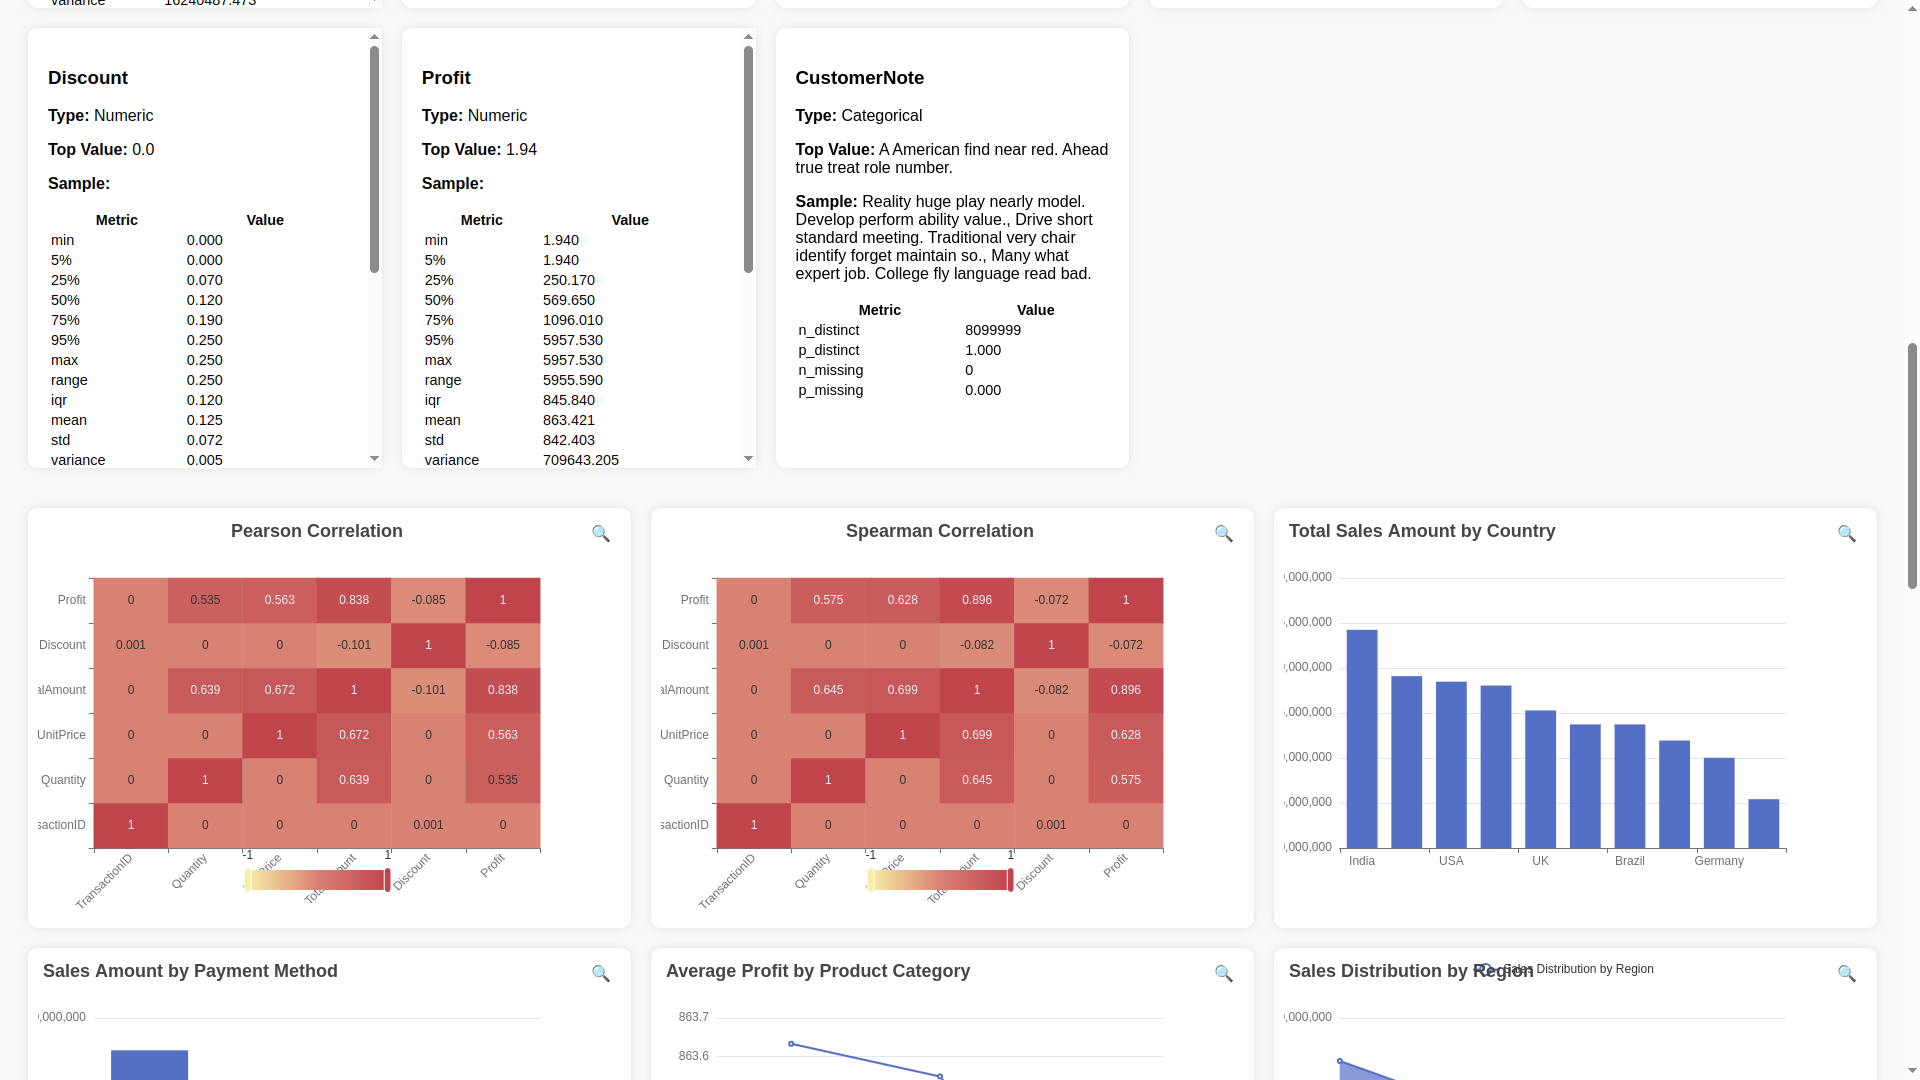 variance 16240487.473
Discount
Type: Numeric
Top Value: 0.0
Sample:
Metric Value
min 0.000
5% 0.000
25% 0.070
50% 0.120
75% 0.190
95% 0.250
max 0.250
range 0.250
iqr 0.120
mean 0.125
std 0.072
variance 0.005
Profit
Type: Numeric
Top Value: 1.94
Sample:
Metric Value
min 1.940
5% 1.940
25% 250.170
50% 569.650
75% 1096.010
95% 5957.530
max 5957.530
range 5955.590
iqr 845.840
mean 863.421
std 842.403
variance 709643.205
CustomerNote
Type: Categorical
Top Value: A American find near red. Ahead
true treat role number.
Sample: Reality huge play nearly model.
Develop perform ability value., Drive short
standard meeting. Traditional very chair
identify forget maintain so., Many what
expert job. College fly language read bad.
Metric Value
n_distinct 8099999
p_distinct 1.000
n_missing 0
p_missing 0.000
Pearson Correlation
Profit 0 0.535 0.563 0.838 -0.085 1
Discount 0.001 0 0 -0.101 1 -0.085
alAmount 0 0.639 0.672 1 -0.101 0.838
UnitPrice 0 0 1 0.672 0 0.563
Quantity 0 1 0 0.639 0 0.535
sactionID 1 0 0 0 0.001 0
-1 1
TransactionID Quantity Price Tot unt Discount Profit
Spearman Correlation
Profit 0 0.575 0.628 0.896 -0.072 1
Discount 0.001 0 0 -0.082 1 -0.072
alAmount 0 0.645 0.699 1 -0.082 0.896
UnitPrice 0 0 1 0.699 0 0.628
Quantity 0 1 0 0.645 0 0.575
sactionID 1 0 0 0 0.001 0
-1 1
TransactionID Quantity rice Tot unt Discount Profit
Total Sales Amount by Country
,000,000
,000,000
,000,000
,000,000
,000,000
,000,000
,000,000
India USA UK Brazil Germany
Sales Amount by Payment Method
,000,000
Average Profit by Product Category
863.7
863.6
Sales Distribution by Region
Sales Distribution by Region
,000,000